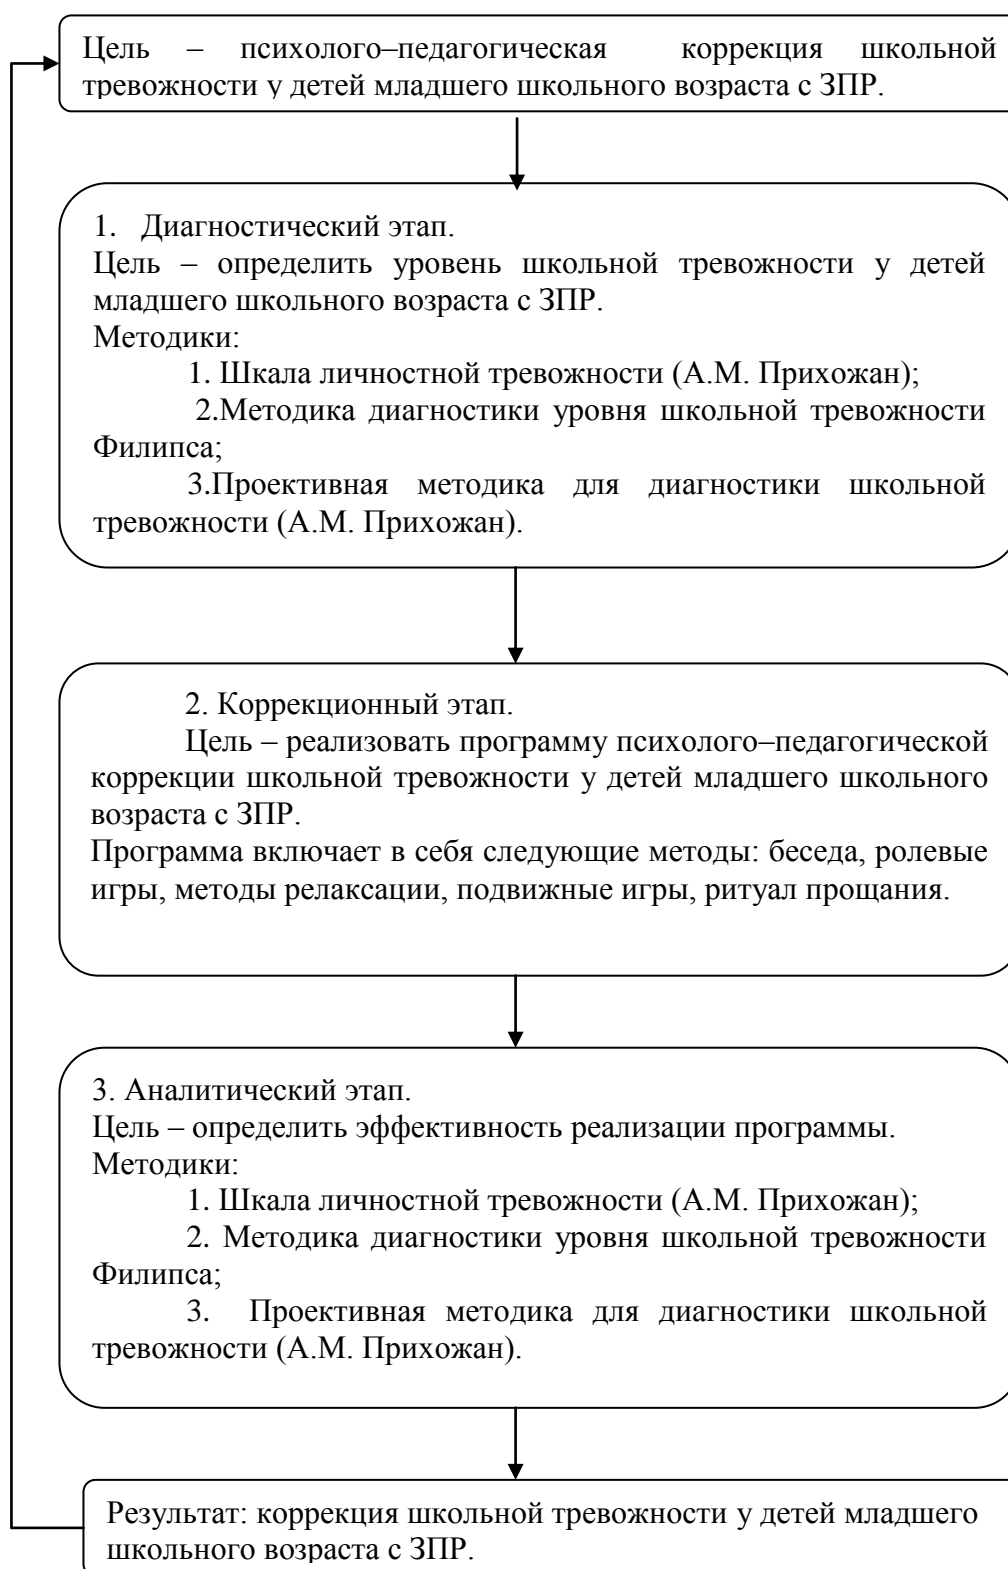 Цель – психолого–педагогическая коррекция школьной
тревожности у детей младшего школьного возраста с ЗПР.
1. Диагностический этап.
Цель – определить уровень школьной тревожности у детей
младшего школьного возраста с ЗПР.
Методики:
1. Шкала личностной тревожности (А.М. Прихожан);
2.Методика диагностики уровня школьной тревожности
Филипса;
3.Проективная методика для диагностики школьной
тревожности (А.М. Прихожан).
2. Коррекционный этап.
Цель – реализовать программу психолого–педагогической
коррекции школьной тревожности у детей младшего школьного
возраста с ЗПР.
Программа включает в себя следующие методы: беседа, ролевые
игры, методы релаксации, подвижные игры, ритуал прощания.
3. Аналитический этап.
Цель – определить эффективность реализации программы.
Методики:
1. Шкала личностной тревожности (А.М. Прихожан);
2. Методика диагностики уровня школьной тревожности
Филипса;
3. Проективная методика для диагностики школьной
тревожности (А.М. Прихожан).
Результат: коррекция школьной тревожности у детей младшего
школьного возраста с ЗПР.